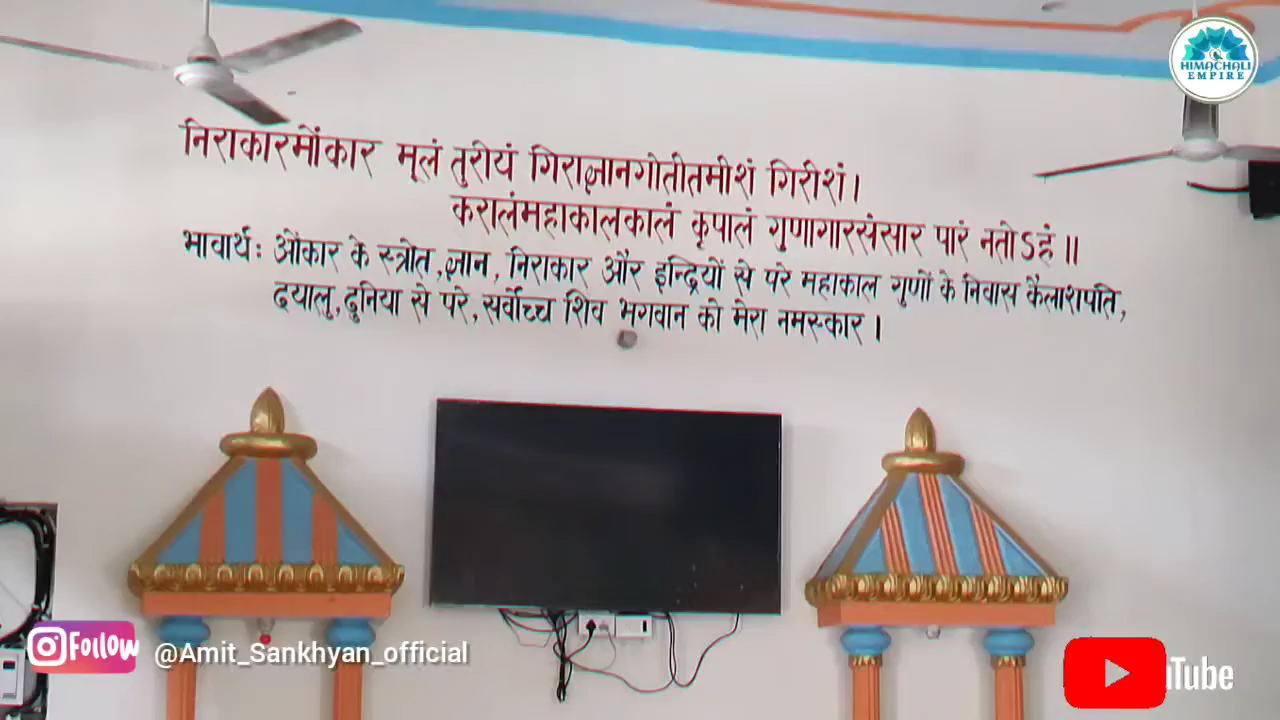 निराकारमोंकार मूलं तुरीयं गिराज्ञानगोतीतमीशं गिरीशं।
करालंमहाकालकालं कृपालं गुणागारसंसार पारं नतोऽहं॥
भावार्थः ओंकार के स्त्रोत, ज्ञान, निराकार और इन्द्रियों से परे महाकाल गुणों के निवास कैलाशपति,
दयालु, दुनिया से परे, सर्वोच्च शिव भगवान को मेरा नमस्कार।
HIMACHALI
EMPIRE
Follow @Amit_Sankhyan_official
Tube